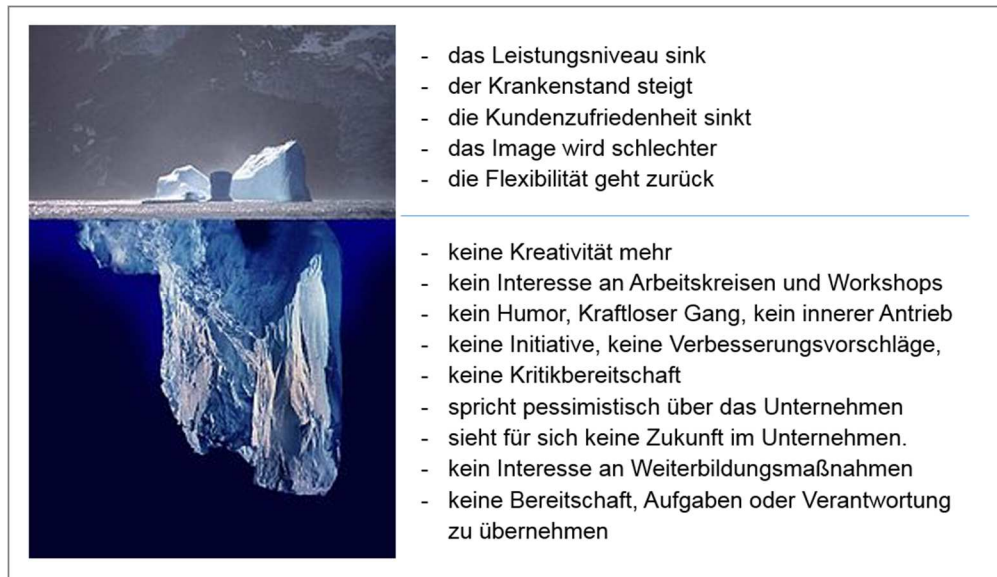 - das Leistungsniveau sink
- der Krankenstand steigt
- die Kundenzufriedenheit sinkt
- das Image wird schlechter
- die Flexibilität geht zurück
- keine Kreativität mehr
- kein Interesse an Arbeitskreisen und Workshops
- kein Humor, Kraftloser Gang, kein innerer Antrieb
- keine Initiative, keine Verbesserungsvorschläge,
- keine Kritikbereitschaft
- spricht pessimistisch über das Unternehmen
- sieht für sich keine Zukunft im Unternehmen.
- kein Interesse an Weiterbildungsmaßnahmen
- keine Bereitschaft, Aufgaben oder Verantwortung
zu übernehmen